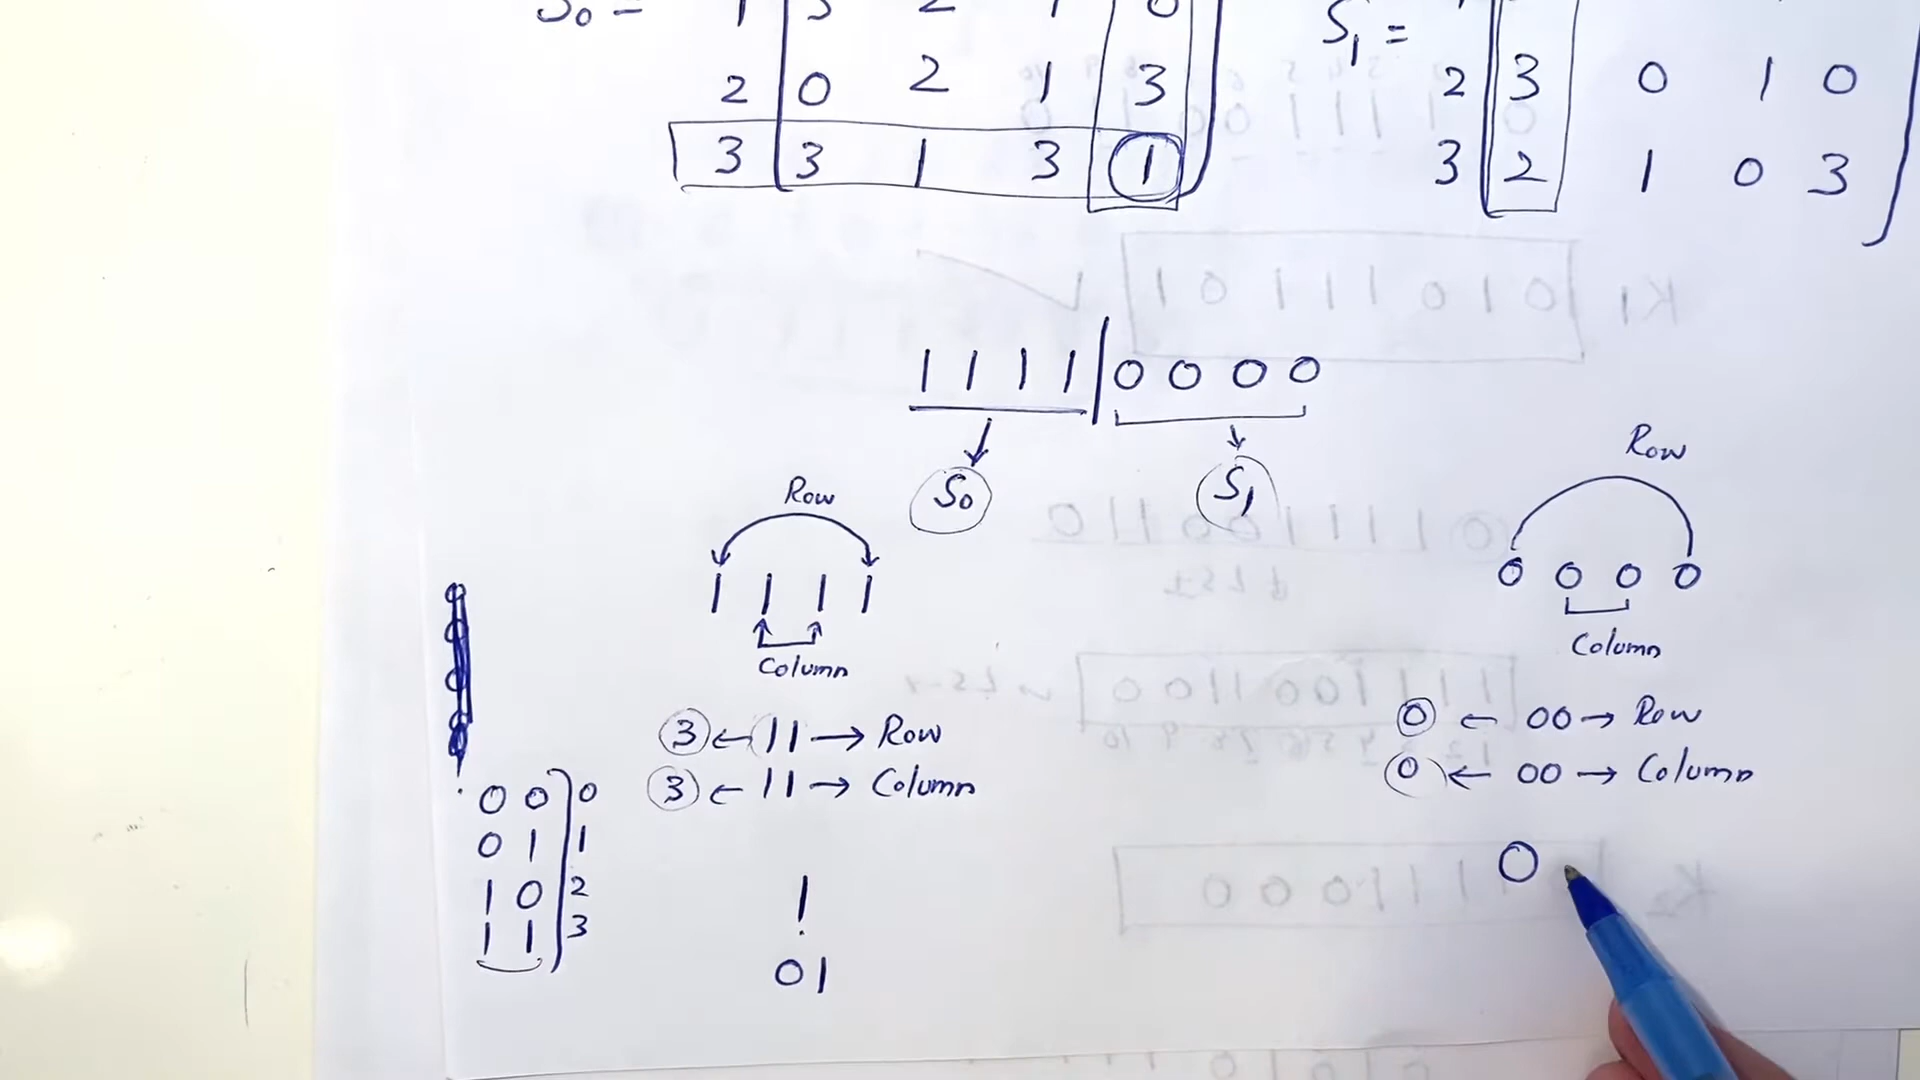 S0 = 1 3 2 1 0
S1 =
2 0 2 1 3
2 3 0 1 0
3 3 1 3 1
3 2 1 0 3
1 1 1 1 | 0 0 0 0
S0
S1
Row
1 1 1 1
Column
Row
0 0 0 0
Column
3 ← 11 → Row
3 ← 11 → Column
0 ← 00 → Row
0 ← 00 → Column
0 0 0
0 1 1
1 0 2
1 1 3
1
01
0